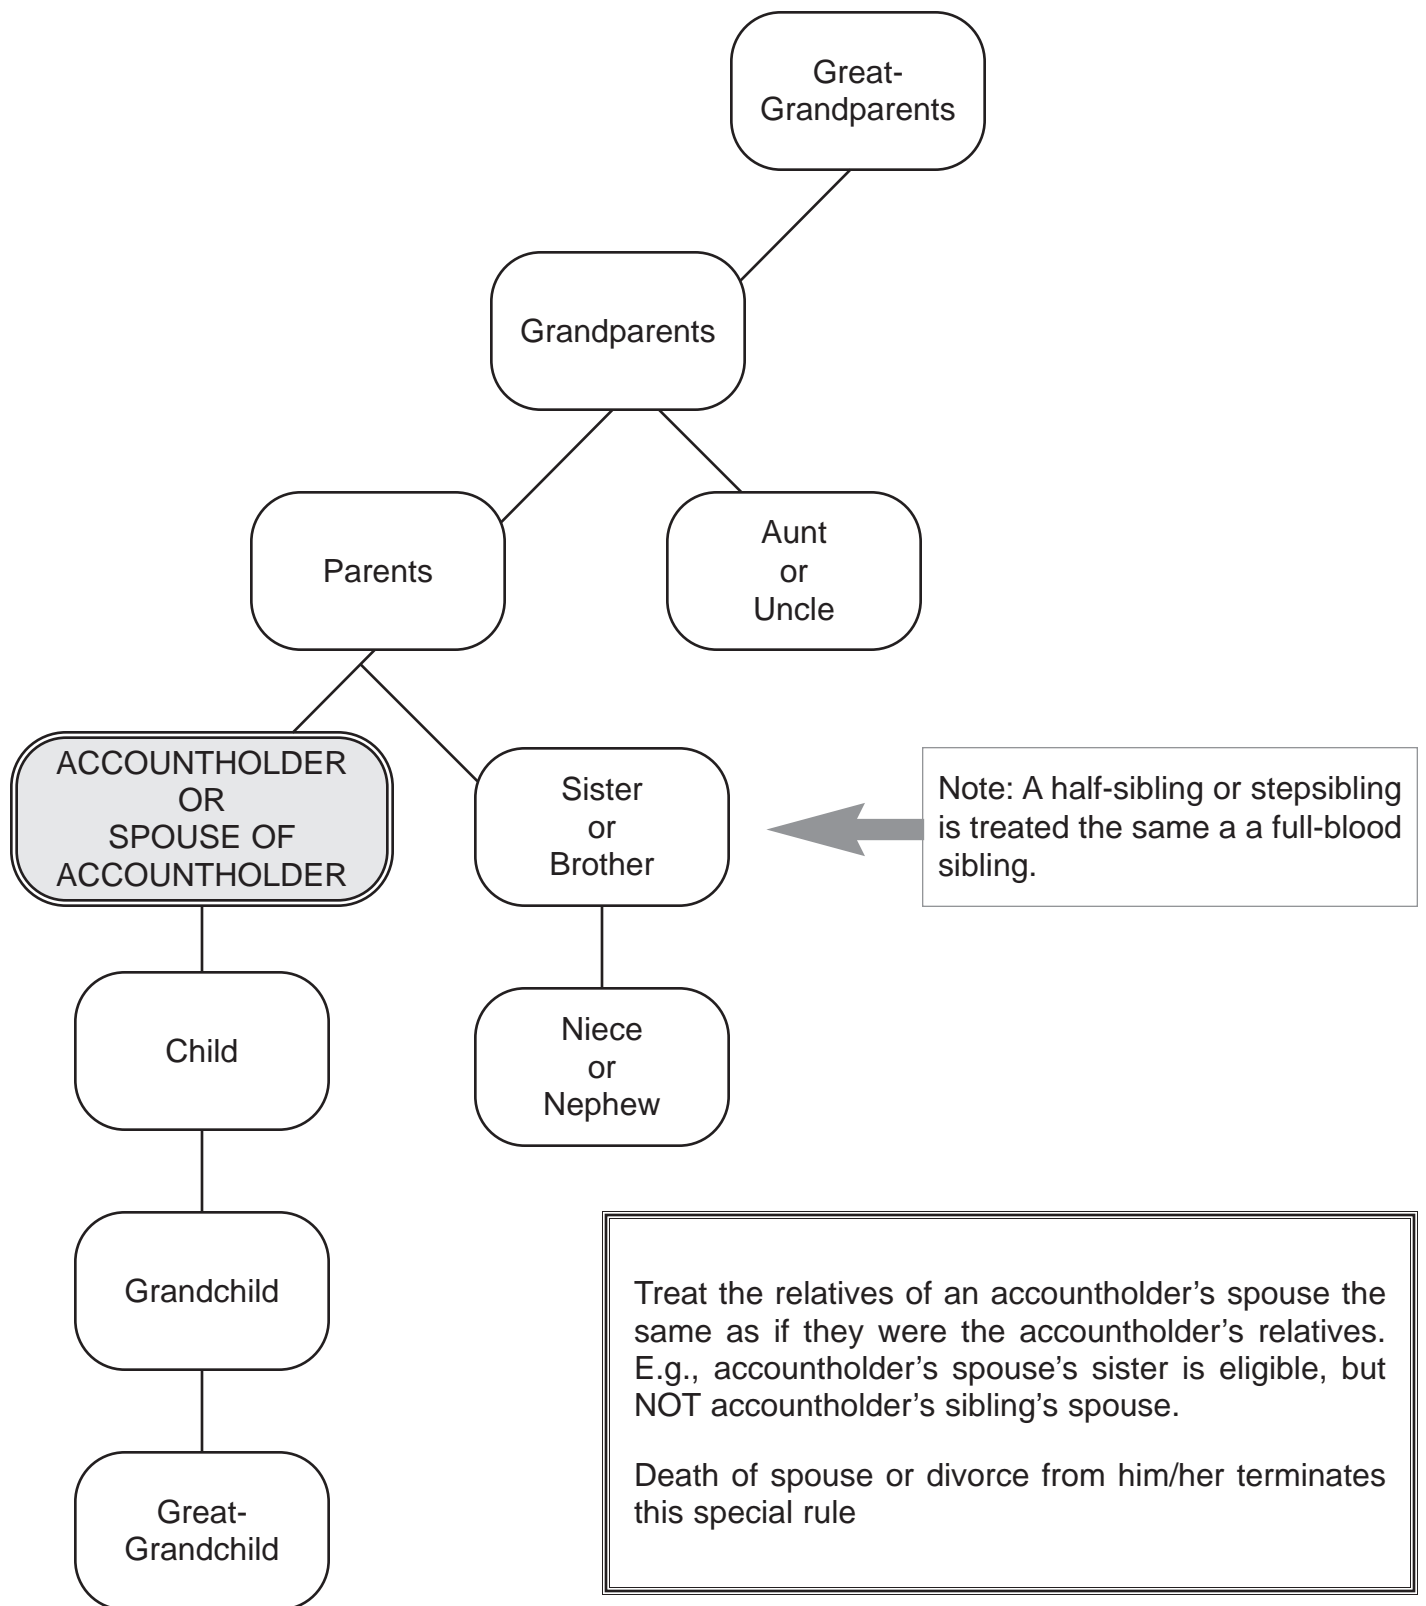 Great-
Grandparents
Grandparents
Parents
Aunt
or
Uncle
ACCOUNTHOLDER
OR
SPOUSE OF
ACCOUNTHOLDER
Sister
or
Brother
Note: A half-sibling or stepsibling
is treated the same a a full-blood
sibling.
Child
Niece
or
Nephew
Grandchild
Great-
Grandchild
Treat the relatives of an accountholder’s spouse the
same as if they were the accountholder’s relatives.
E.g., accountholder’s spouse’s sister is eligible, but
NOT accountholder’s sibling’s spouse.
Death of spouse or divorce from him/her terminates
this special rule